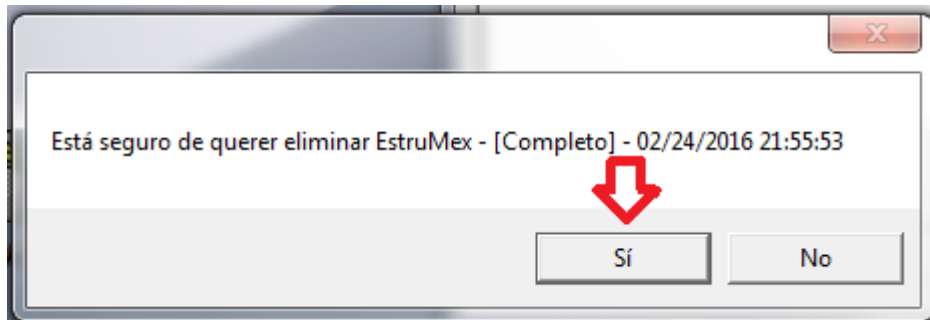 Está seguro de querer eliminar EstruMex - [Completo] - 02/24/2016 21:55:53
Sí
No